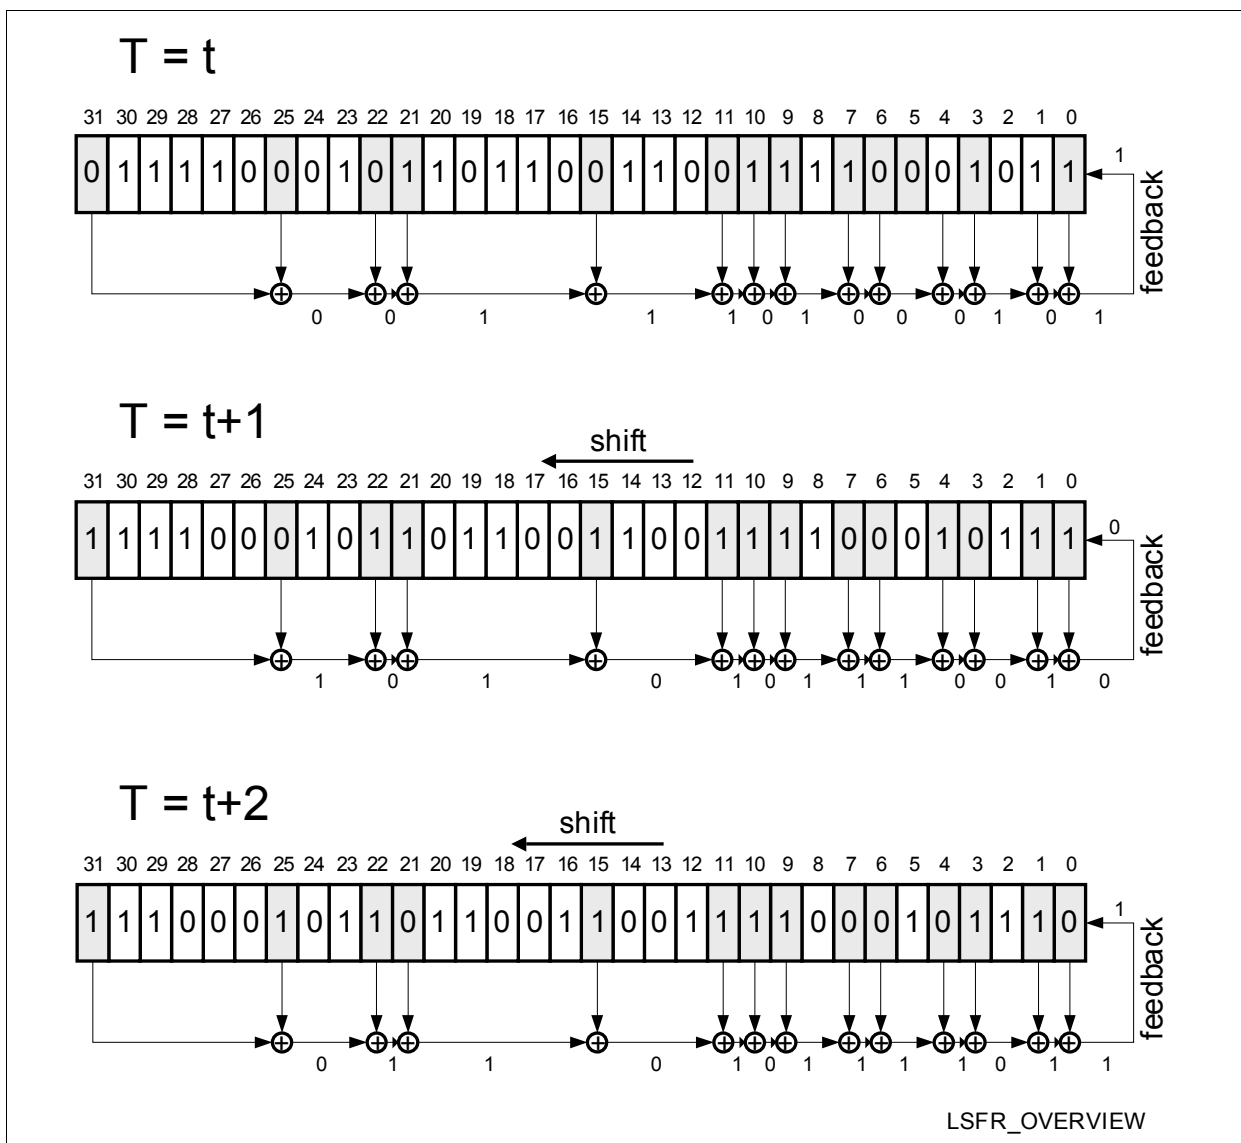 T = t
31 30 29 28 27 26 25 24 23 22 21 20 19 18 17 16 15 14 13 12 11 10 9 8 7 6 5 4 3 2 1 0
0 1 1 1 1 0 0 0 1 0 1 1 0 1 1 0 0 1 1 0 0 1 1 1 1 0 0 0 1 0 1 1
1
feedback
0 0 1 1 1 0 1 0 0 0 1 0 1
T = t+1
shift
31 30 29 28 27 26 25 24 23 22 21 20 19 18 17 16 15 14 13 12 11 10 9 8 7 6 5 4 3 2 1 0
1 1 1 1 0 0 0 1 0 1 1 0 1 1 0 0 1 1 0 0 1 1 1 1 0 0 0 1 0 1 1 1
0
feedback
1 0 1 0 1 0 1 1 1 0 0 1 0
T = t+2
shift
31 30 29 28 27 26 25 24 23 22 21 20 19 18 17 16 15 14 13 12 11 10 9 8 7 6 5 4 3 2 1 0
1 1 1 0 0 0 1 0 1 1 0 1 1 0 0 1 1 0 0 1 1 1 1 0 0 0 1 0 1 1 1 0
1
feedback
0 1 1 0 1 0 1 1 1 0 1 1
LSFR_OVERVIEW